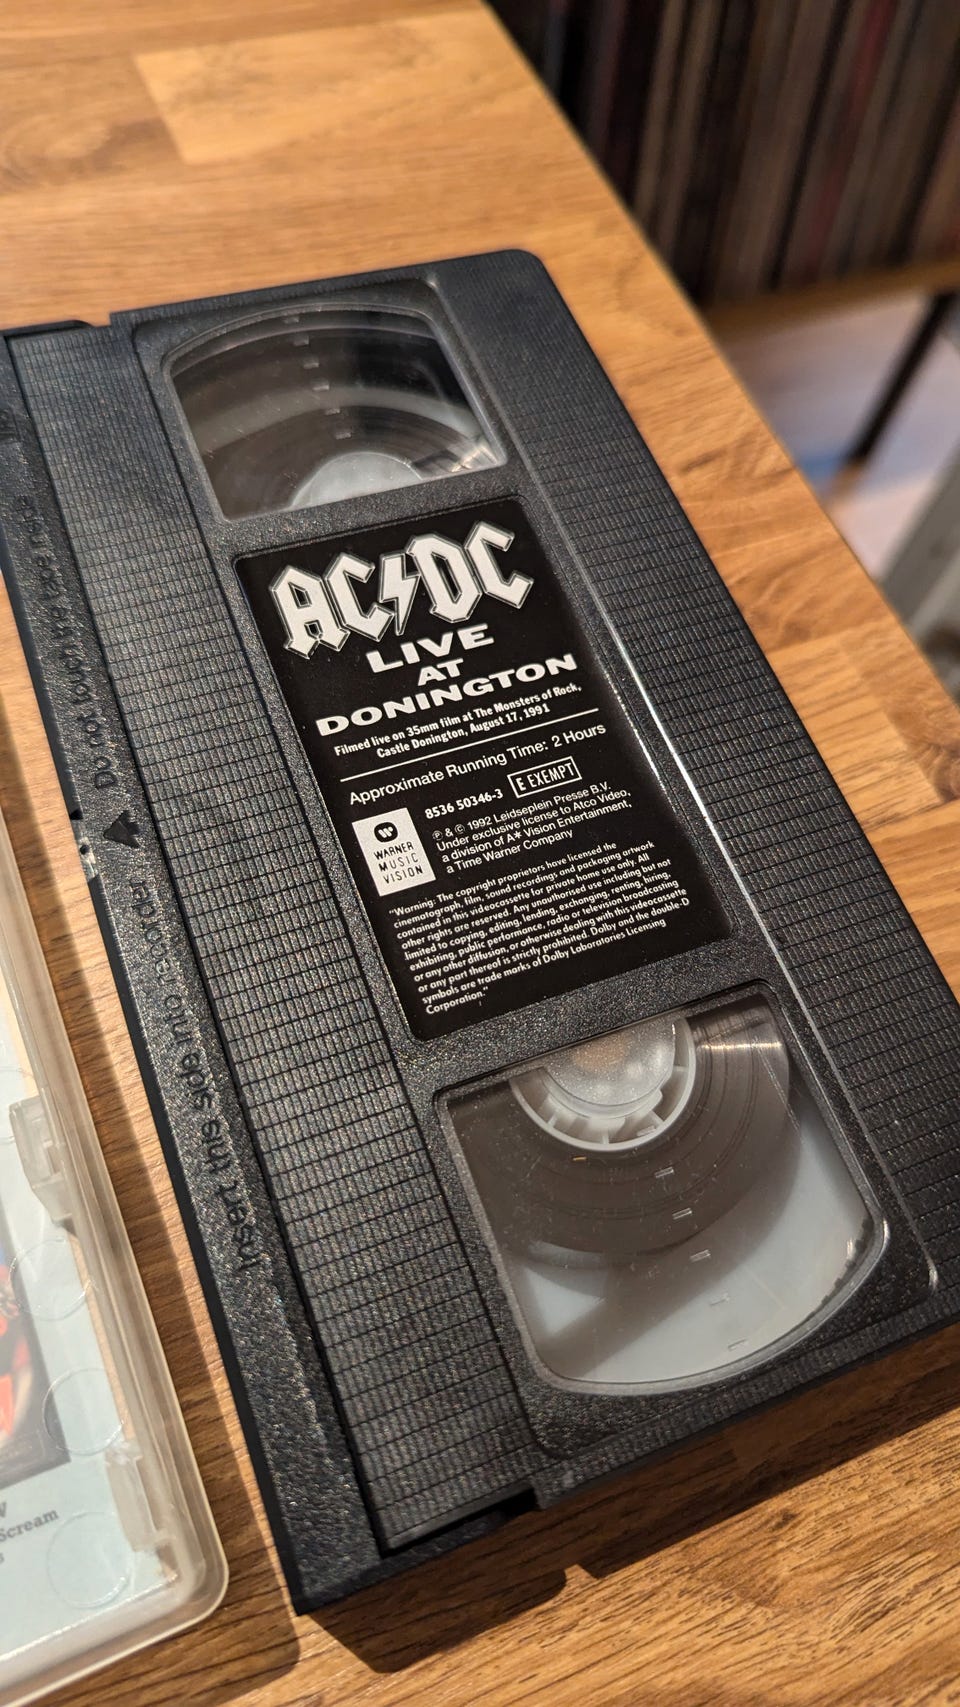 AC⚡DC
LIVE
AT
DONINGTON
Filmed live on 35mm film at The Monsters of Rock,
Castle Donington, August 17, 1991
Approximate Running Time: 2 Hours
8536 50346-3 E EXEMPT
WARNER
MUSIC
VISION
℗ & © 1992 Leidseplein Presse B.V.
Under exclusive license to Atco Video,
a division of A* Vision Entertainment,
a Time Warner Company
"Warning: The copyright proprietors have licensed the
cinematograph, film, sound recordings and packaging artwork
contained in this videocassette for private home use only. All
other rights are reserved. Any unauthorised use including but not
limited to copying, editing, lending, exchanging, renting, hiring,
exhibiting, public performance, radio or television broadcasting
or any other diffusion, or otherwise dealing with this videocassette
or any part thereof is strictly prohibited. Dolby and the double-D
symbols are trade marks of Dolby Laboratories Licensing
Corporation."
Insert this side into recorder
Do not touch the tape inside
Scream